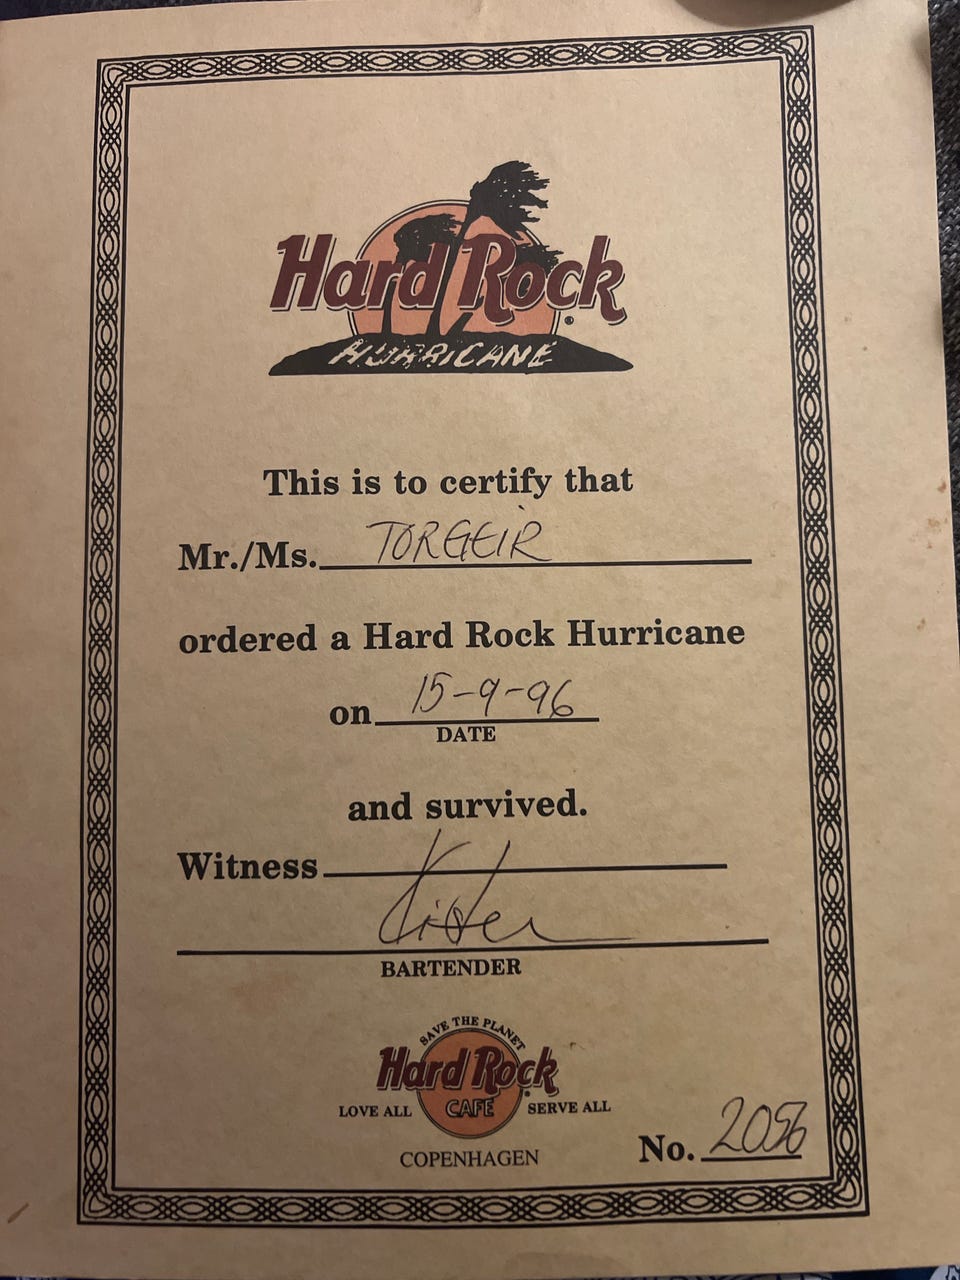 Hard Rock
HURRICANE
This is to certify that
Mr./Ms. TORGEIR
ordered a Hard Rock Hurricane
on 15-9-96
DATE
and survived.
Witness
BARTENDER
SAVE THE PLANET
Hard Rock
LOVE ALL CAFE SERVE ALL
COPENHAGEN
No. 2056